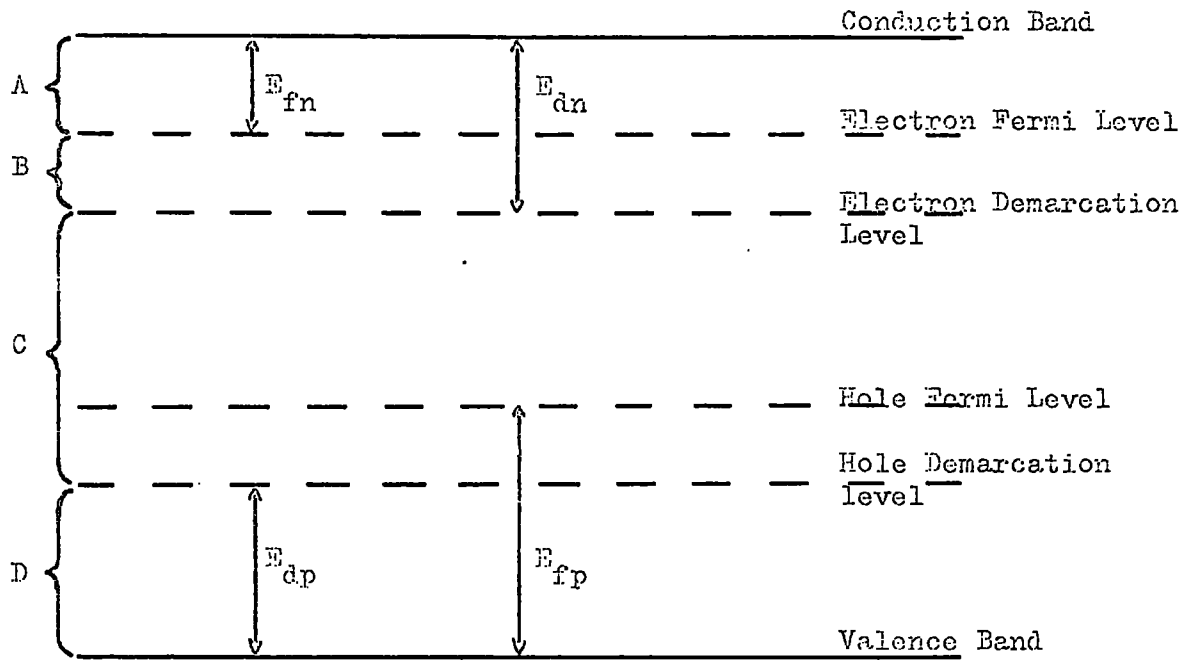 Conduction Band
A
E_fn
E_dn
Electron Fermi Level
B
Electron Demarcation
Level
C
Hole Fermi Level
Hole Demarcation
level
D
E_dp
E_fp
Valence Band